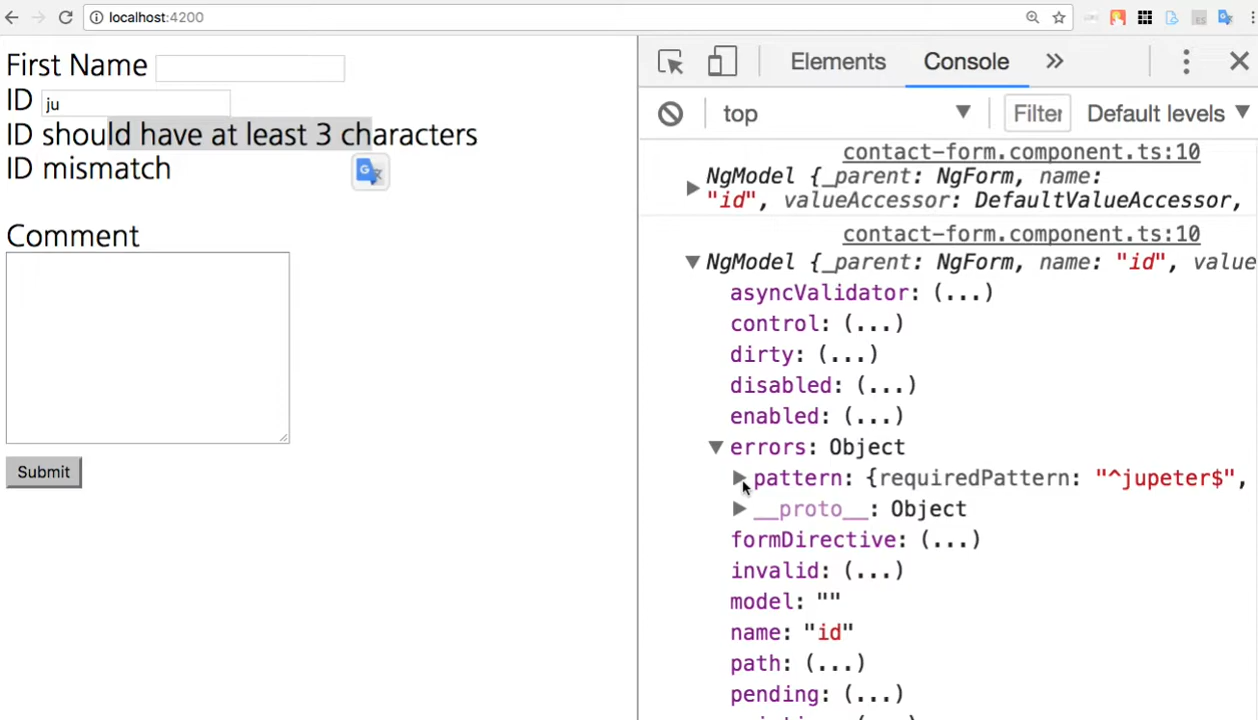 localhost:4200
First Name
ID ju
ID should have at least 3 characters
ID mismatch
Comment
Submit
Elements Console »
top Filter Default levels
contact-form.component.ts:10
NgModel {_parent: NgForm, name:
"id", valueAccessor: DefaultValueAccessor,
contact-form.component.ts:10
NgModel {_parent: NgForm, name: "id", value
asyncValidator: (...)
control: (...)
dirty: (...)
disabled: (...)
enabled: (...)
errors: Object
pattern: {requiredPattern: "^jupeter$",
__proto__: Object
formDirective: (...)
invalid: (...)
model: ""
name: "id"
path: (...)
pending: (...)